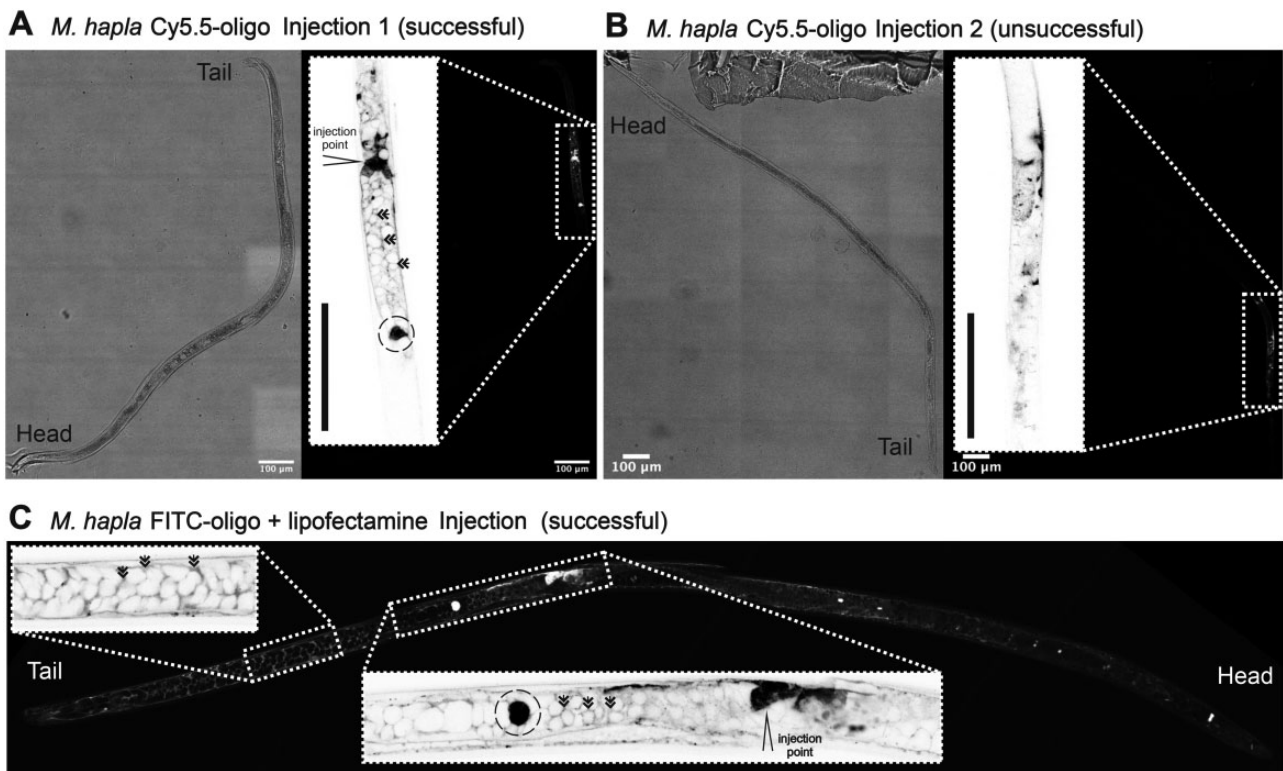 A M. hapla Cy5.5-oligo Injection 1 (successful)
Tail
injection
point
Head
100 µm
100 µm
B M. hapla Cy5.5-oligo Injection 2 (unsuccessful)
Head
Tail
100 µm
100 µm
C M. hapla FITC-oligo + lipofectamine Injection (successful)
Tail
Head
injection
point